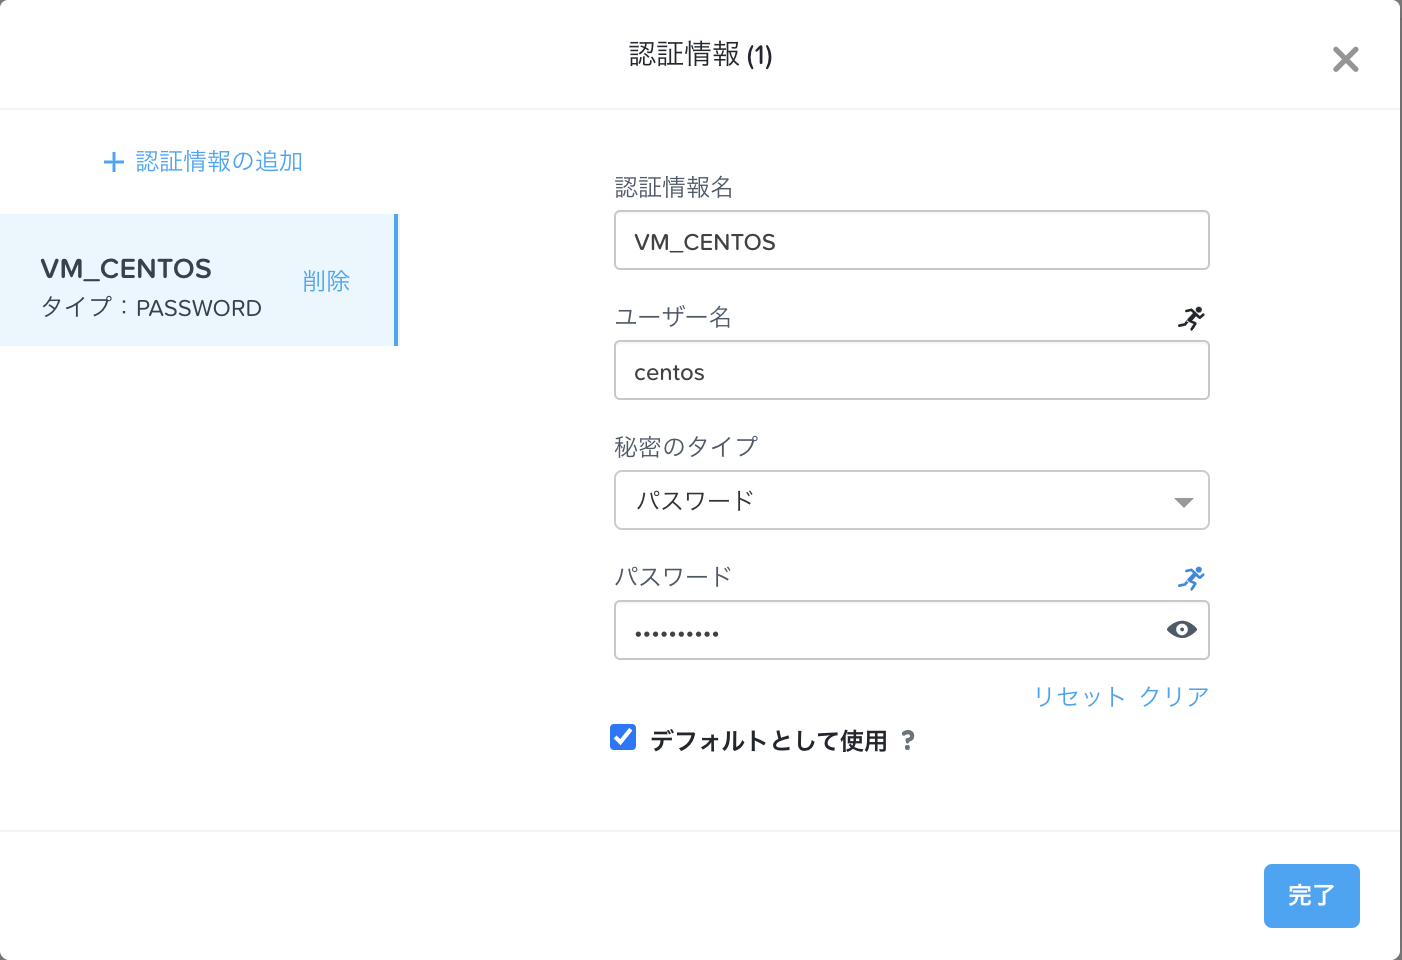 認証情報 (1)
認証情報の追加
VM_CENTOS
削除
タイプ：PASSWORD
認証情報名
VM_CENTOS
ユーザー名
centos
秘密のタイプ
パスワード
パスワード
••••••••••
リセット クリア
デフォルトとして使用 ?
完了